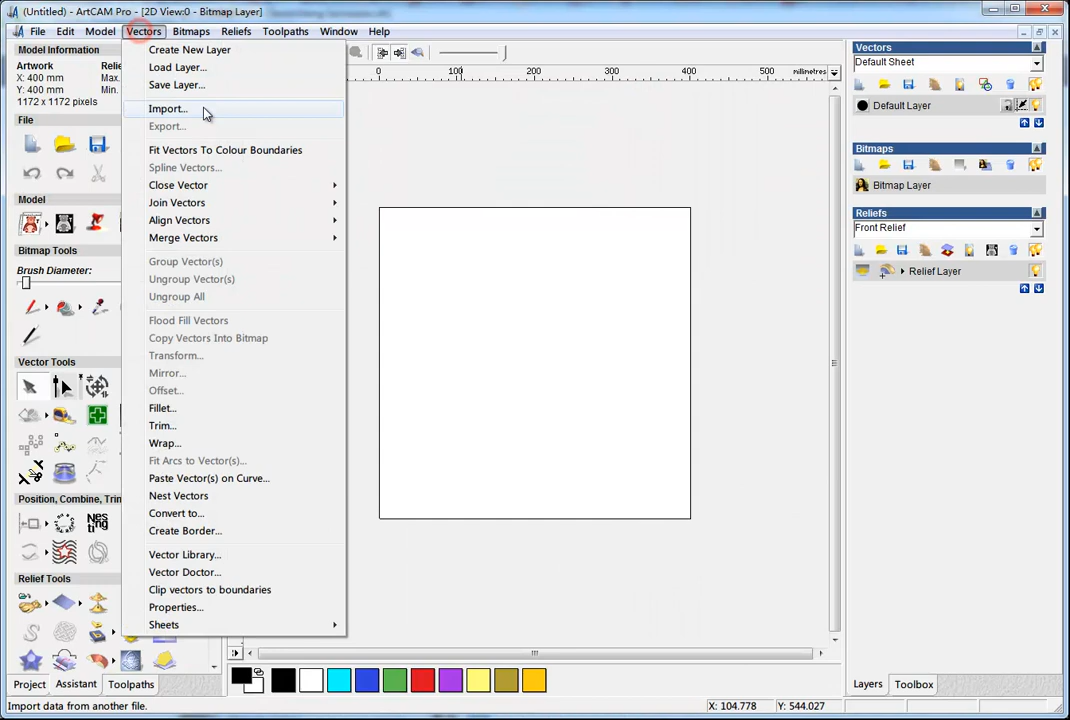 (Untitled) - ArtCAM Pro - [2D View:0 - Bitmap Layer]
File Edit Model Vectors Bitmaps Reliefs Toolpaths Window Help
Model Information
Artwork Relie
X: 400 mm Max.
Y: 400 mm Min.
1172 x 1172 pixels
File
Model
Bitmap Tools
Brush Diameter:
Vector Tools
Position, Combine, Trin
Relief Tools
Project Assistant Toolpaths
Create New Layer
Load Layer...
Save Layer...
Import...
Export...
Fit Vectors To Colour Boundaries
Spline Vectors...
Close Vector
Join Vectors
Align Vectors
Merge Vectors
Group Vector(s)
Ungroup Vector(s)
Ungroup All
Flood Fill Vectors
Copy Vectors Into Bitmap
Transform...
Mirror...
Offset...
Fillet...
Trim...
Wrap...
Fit Arcs to Vector(s)...
Paste Vector(s) on Curve...
Nest Vectors
Convert to...
Create Border...
Vector Library...
Vector Doctor...
Clip vectors to boundaries
Properties...
Sheets
0 100 200 300 400 500 millimetres
Vectors
Default Sheet
Default Layer
Bitmaps
Bitmap Layer
Reliefs
Front Relief
Relief Layer
Layers Toolbox
Import data from another file.
X: 104.778 Y: 544.027